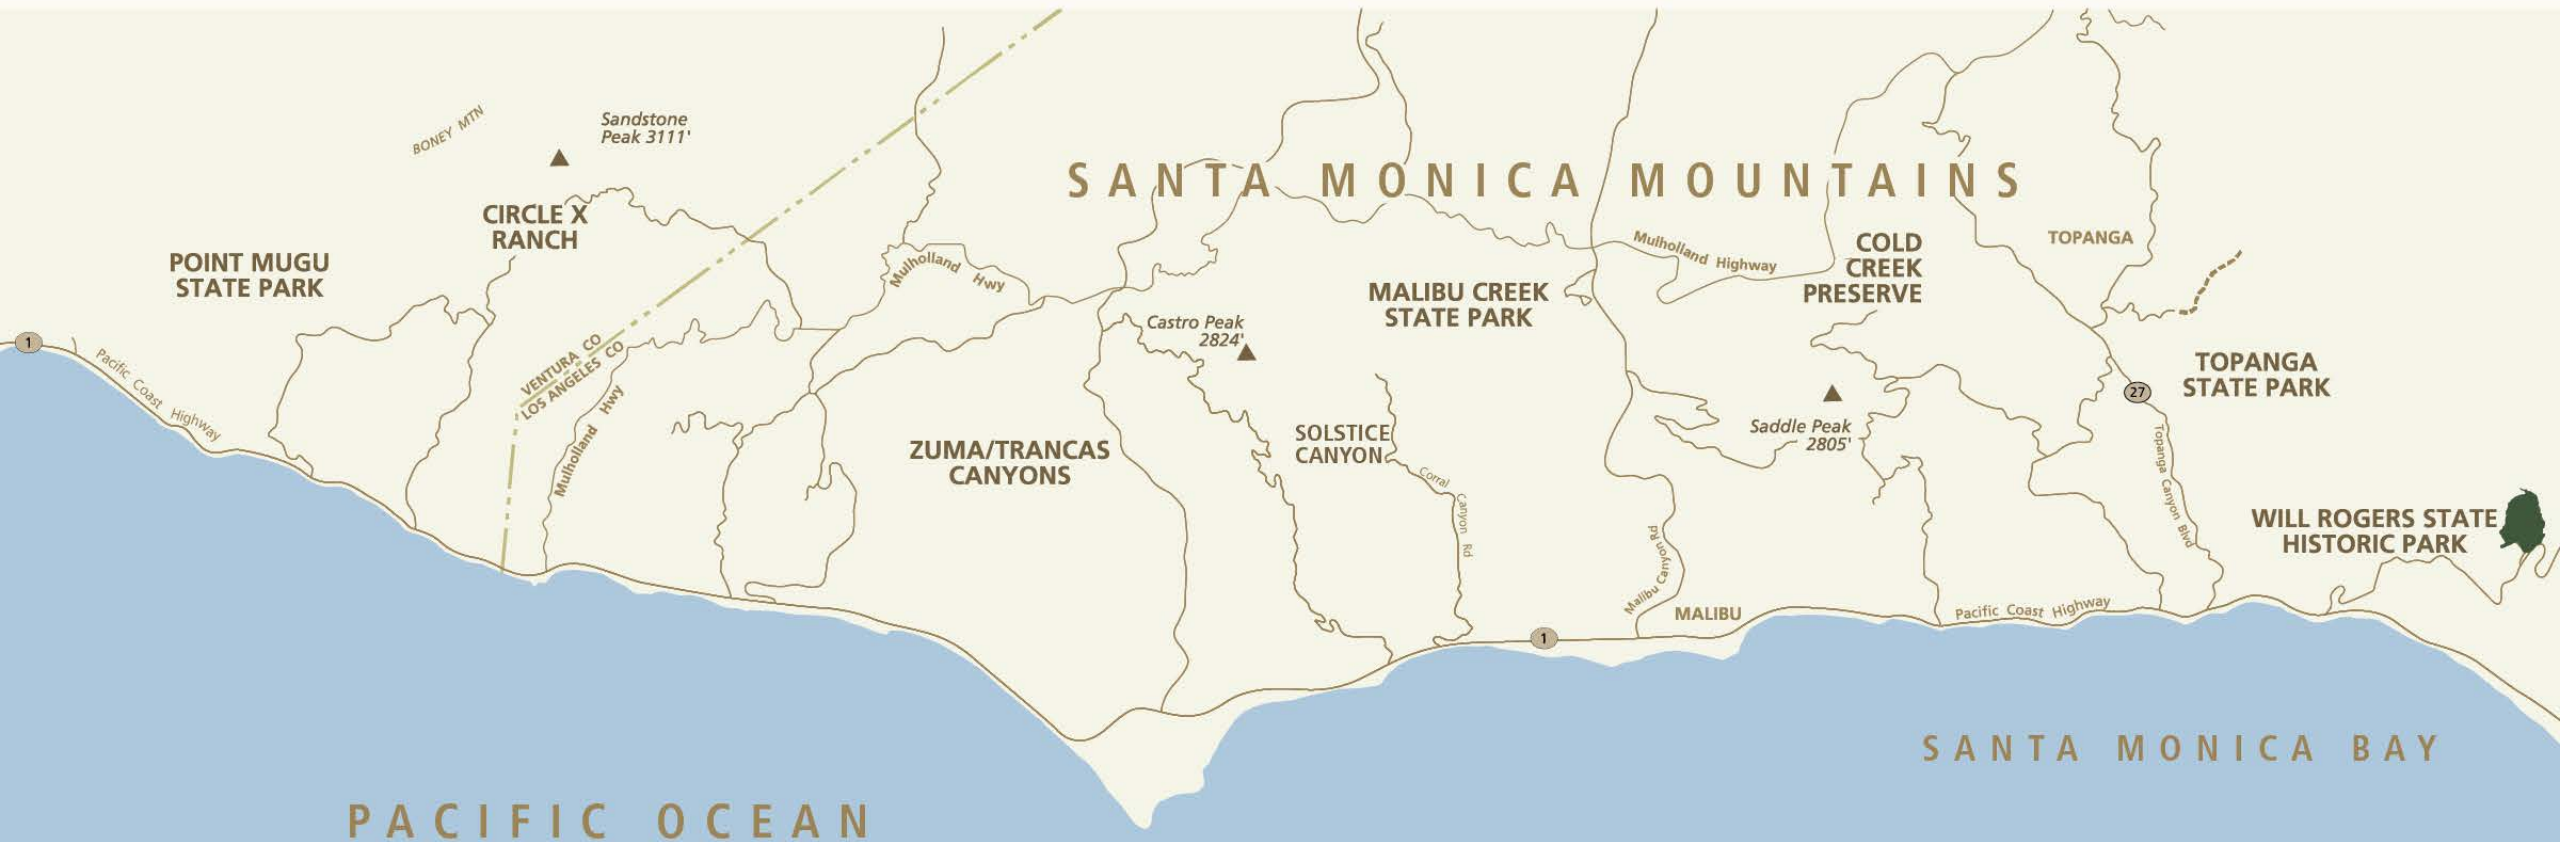 BONEY MTN
Sandstone
Peak 3111'
SANTA MONICA MOUNTAINS
CIRCLE X
RANCH
POINT MUGU
STATE PARK
Mulholland Hwy
Mulholland Highway
COLD
CREEK
PRESERVE
TOPANGA
MALIBU CREEK
STATE PARK
1
Pacific Coast Highway
VENTURA CO
LOS ANGELES CO
Mulholland Hwy
Castro Peak
2824'
TOPANGA
STATE PARK
27
Saddle Peak
2805'
ZUMA/TRANCAS
CANYONS
SOLSTICE
CANYON
Corral Canyon Rd
Topanga Canyon Blvd
WILL ROGERS STATE
HISTORIC PARK
Malibu Canyon Rd
MALIBU
Pacific Coast Highway
1
SANTA MONICA BAY
PACIFIC OCEAN